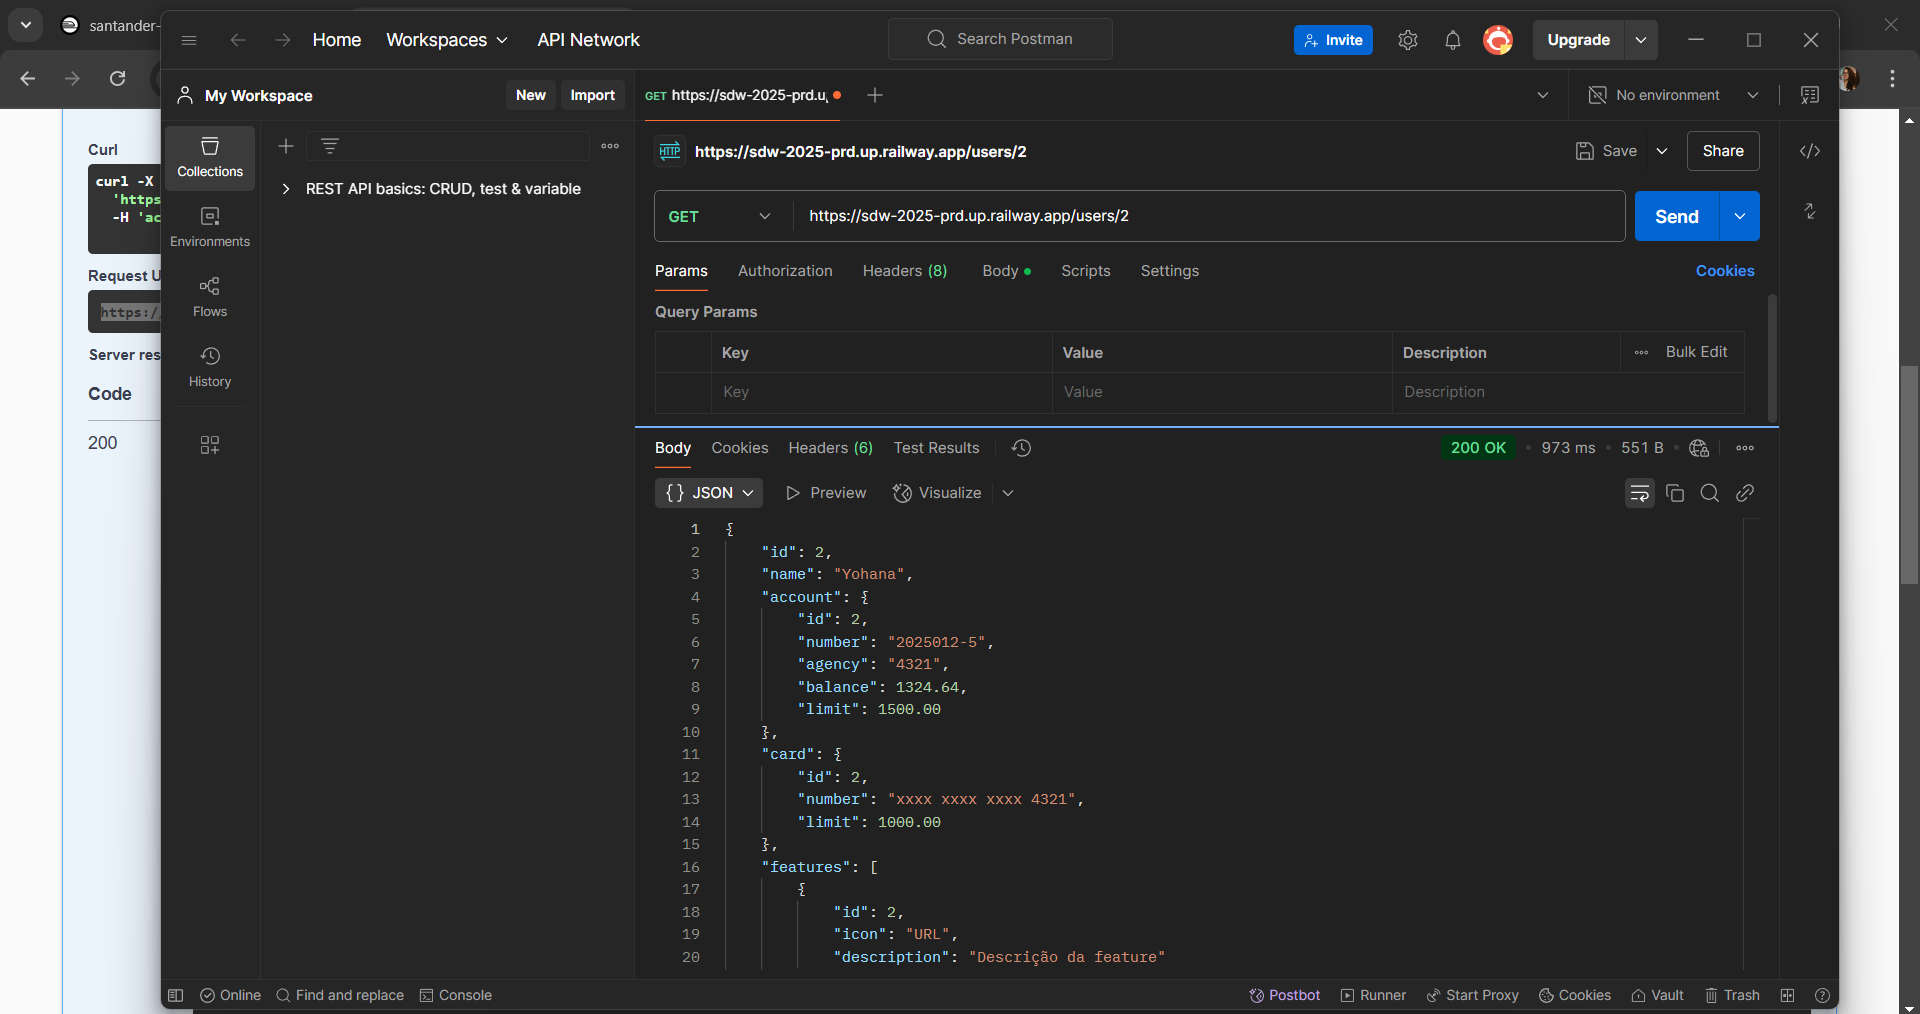 santander-
Home
Workspaces
API Network
Search Postman
Invite
Upgrade
My Workspace
New
Import
GET https://sdw-2025-prd.u
No environment
Collections
Environments
Flows
History
REST API basics: CRUD, test & variable
HTTP
https://sdw-2025-prd.up.railway.app/users/2
Save
Share
GET
https://sdw-2025-prd.up.railway.app/users/2
Send
Params
Authorization
Headers (8)
Body
Scripts
Settings
Cookies
Query Params
Key
Value
Description
Bulk Edit
Key
Value
Description
Curl
curl -X
'https
-H 'ac
Request U
https:/
Server res
Code
200
Body
Cookies
Headers (6)
Test Results
200 OK
973 ms
551 B
{} JSON
Preview
Visualize
1 {
2 "id": 2,
3 "name": "Yohana",
4 "account": {
5 "id": 2,
6 "number": "2025012-5",
7 "agency": "4321",
8 "balance": 1324.64,
9 "limit": 1500.00
10 },
11 "card": {
12 "id": 2,
13 "number": "xxxx xxxx xxxx 4321",
14 "limit": 1000.00
15 },
16 "features": [
17 {
18 "id": 2,
19 "icon": "URL",
20 "description": "Descrição da feature"
Online
Find and replace
Console
Postbot
Runner
Start Proxy
Cookies
Vault
Trash